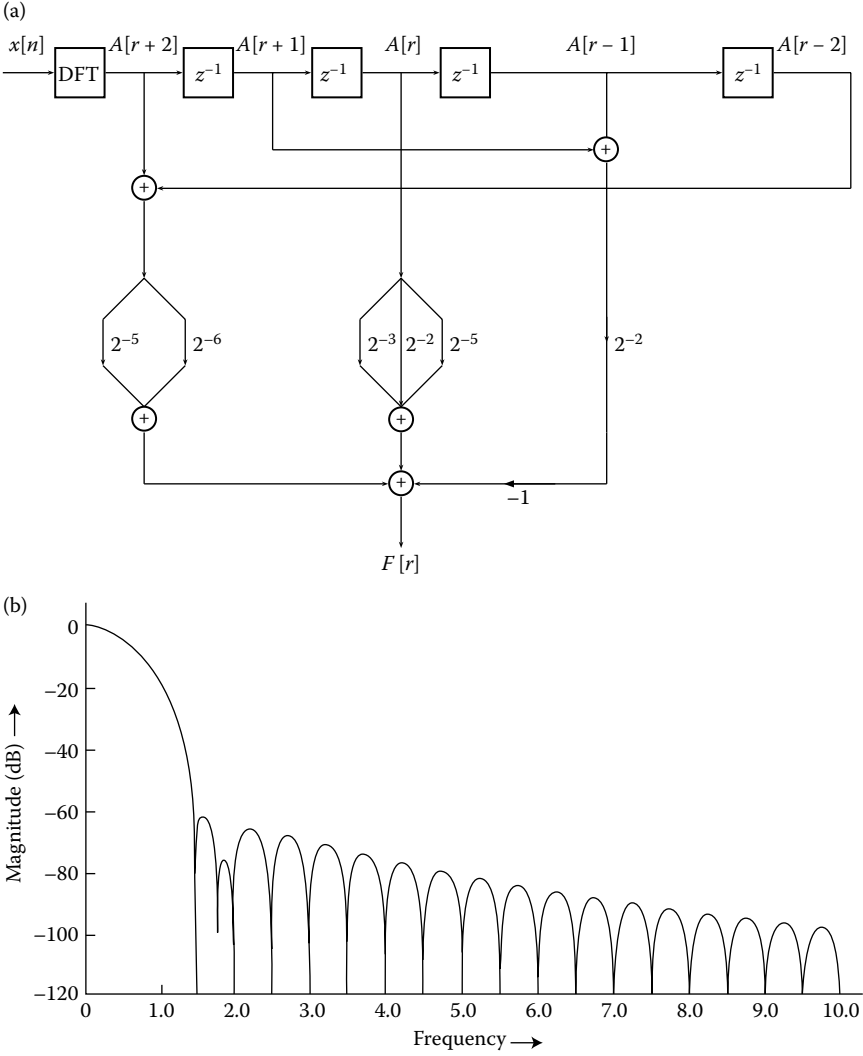 (a)
x[n] A[r + 2] A[r + 1] A[r] A[r − 1] A[r − 2]
DFT z⁻¹ z⁻¹ z⁻¹ z⁻¹
+
+
2⁻⁵ 2⁻⁶ 2⁻³ 2⁻² 2⁻⁵ 2⁻²
+ +
+
−1
F [r]
(b)
0
−20
−40
−60
−80
−100
−120
Magnitude (dB)
0 1.0 2.0 3.0 4.0 5.0 6.0 7.0 8.0 9.0 10.0
Frequency